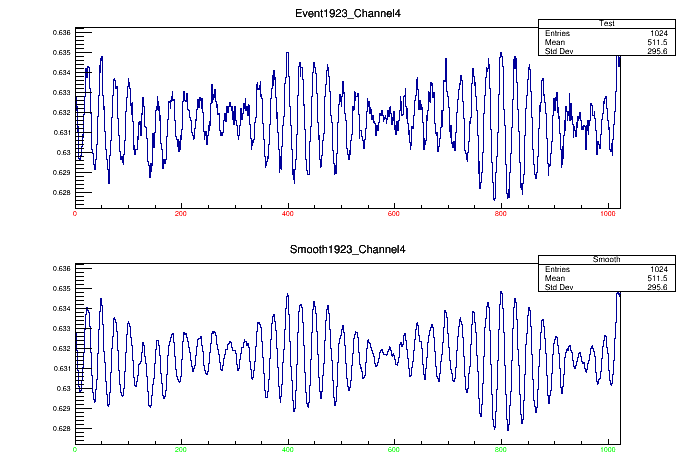 Event1923_Channel4
Test
Entries 1024
Mean 511.5
Std Dev 295.6
0.636
0.635
0.634
0.633
0.632
0.631
0.63
0.629
0.628
0 200 400 600 800 1000
Smooth1923_Channel4
Smooth
Entries 1024
Mean 511.5
Std Dev 295.6
0.636
0.635
0.634
0.633
0.632
0.631
0.63
0.629
0.628
0 200 400 600 800 1000